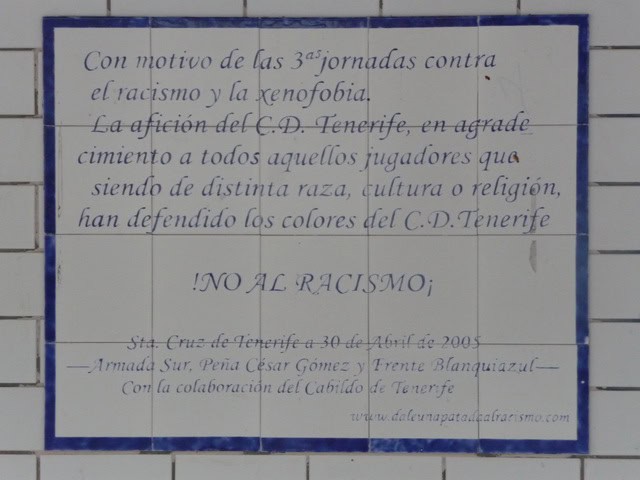 Con motivo de las 3as jornadas contra
el racismo y la xenofobia.
La afición del C.D. Tenerife, en agrade
cimiento a todos aquellos jugadores que
siendo de distinta raza, cultura o religión,
han defendido los colores del C.D. Tenerife
!NO AL RACISMO¡
Sta. Cruz de Tenerife a 30 de Abril de 2005
—Armada Sur, Peña César Gómez y Frente Blanquiazul—
Con la colaboración del Cabildo de Tenerife
www.daleunapatadaalracismo.com